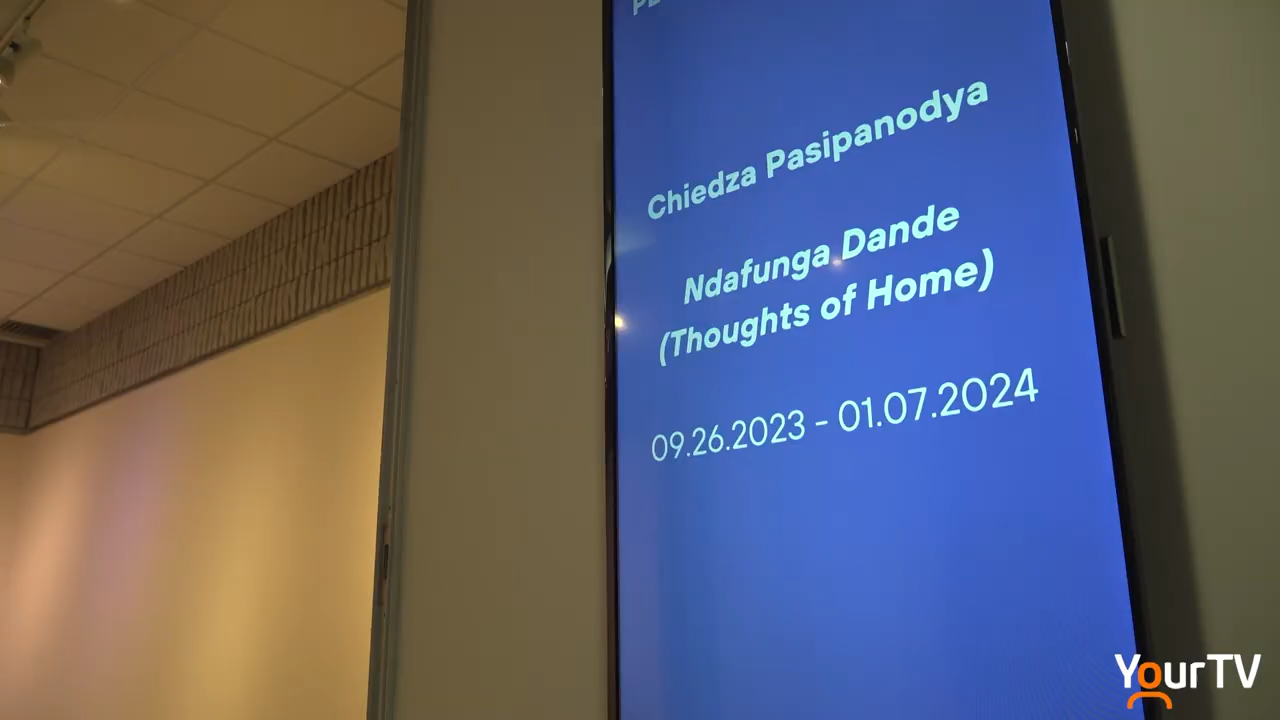 Chiedza Pasipanodya
Ndafunga Dande
(Thoughts of Home)
09.26.2023 - 01.07.2024
YourTV